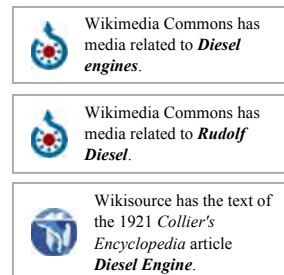 Wikimedia Commons has
media related to Diesel
engines.
Wikimedia Commons has
media related to Rudolf
Diesel.
Wikisource has the text of
the 1921 Collier's
Encyclopedia article
Diesel Engine.